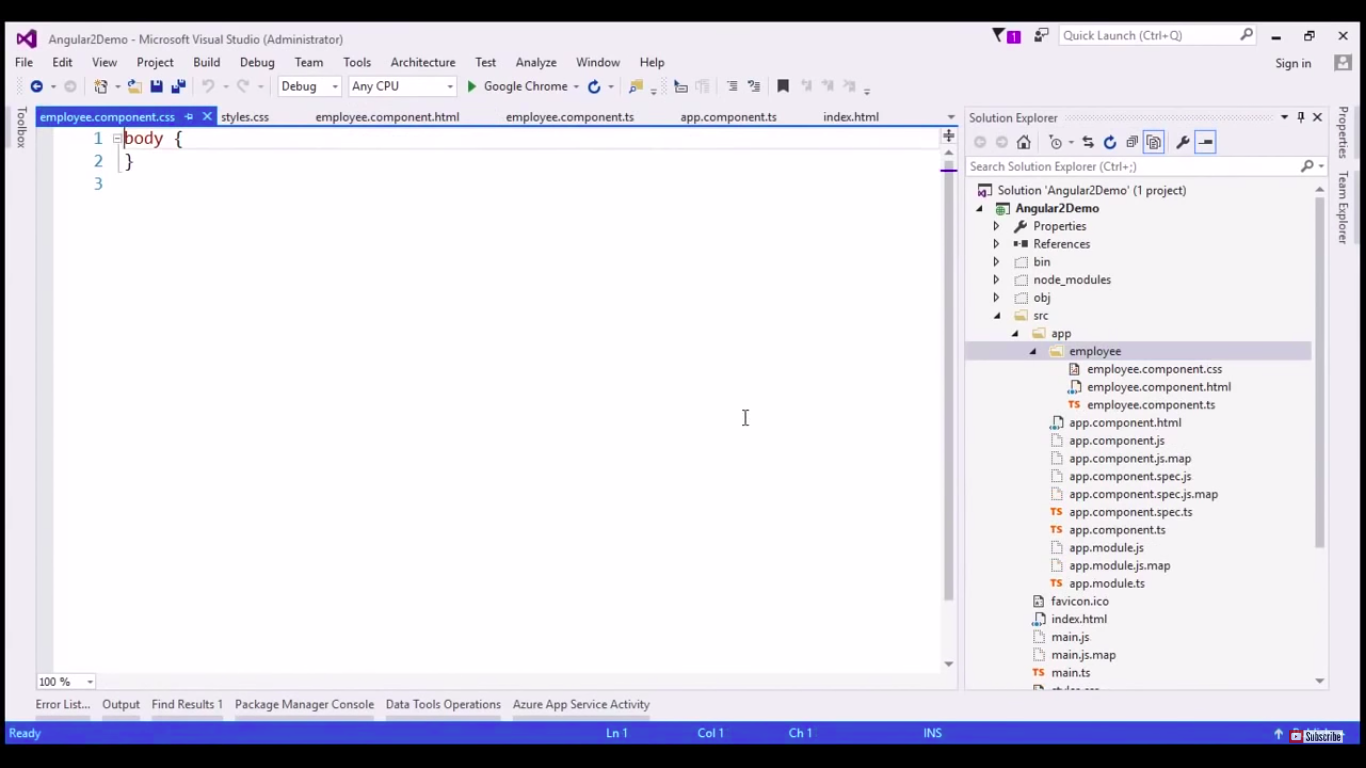 Angular2Demo - Microsoft Visual Studio (Administrator)
1
Quick Launch (Ctrl+Q)
File Edit View Project Build Debug Team Tools Architecture Test Analyze Window Help
Sign in
Debug Any CPU Google Chrome
Toolbox
employee.component.css styles.css employee.component.html employee.component.ts app.component.ts index.html
1 body {
2 }
3
100 %
Solution Explorer
Search Solution Explorer (Ctrl+;)
Solution 'Angular2Demo' (1 project)
Angular2Demo
Properties
References
bin
node_modules
obj
src
app
employee
employee.component.css
employee.component.html
employee.component.ts
app.component.html
app.component.js
app.component.js.map
app.component.spec.js
app.component.spec.js.map
app.component.spec.ts
app.component.ts
app.module.js
app.module.js.map
app.module.ts
favicon.ico
index.html
main.js
main.js.map
main.ts
Properties
Team Explorer
Error List... Output Find Results 1 Package Manager Console Data Tools Operations Azure App Service Activity
Ready Ln 1 Col 1 Ch 1 INS
Subscribe